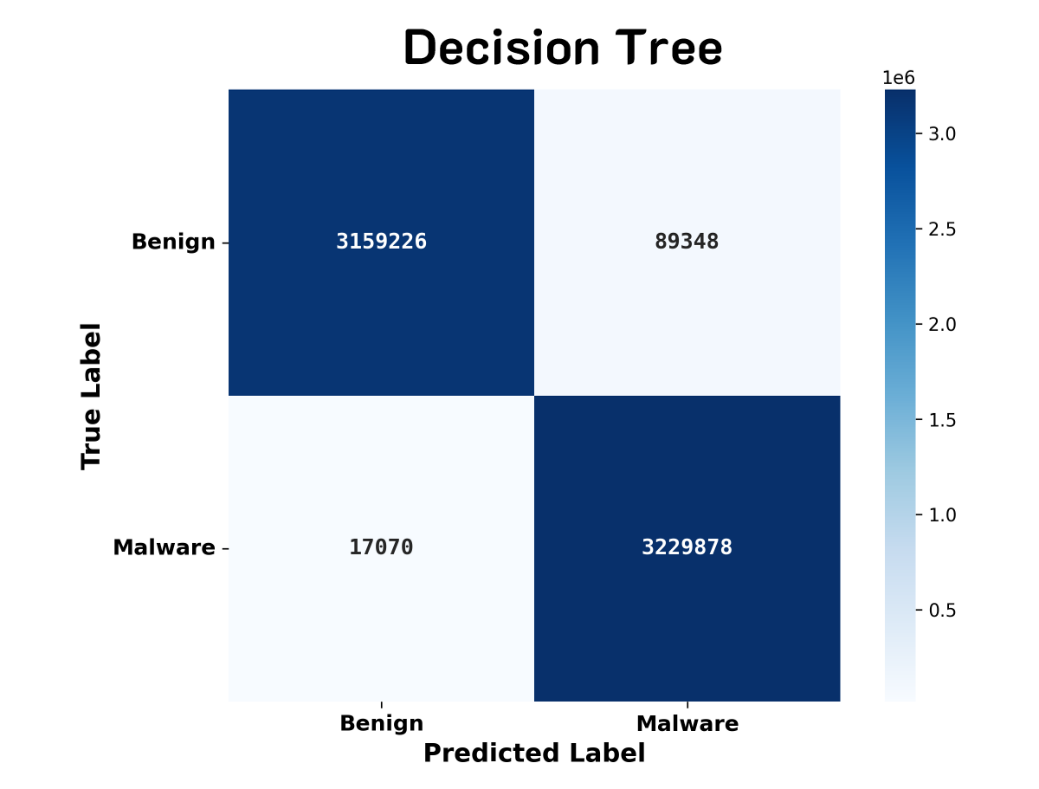 Decision Tree
1e6
3.0
2.5
2.0
1.5
1.0
0.5
True Label
Benign
3159226 89348
Malware
17070 3229878
Benign Malware
Predicted Label